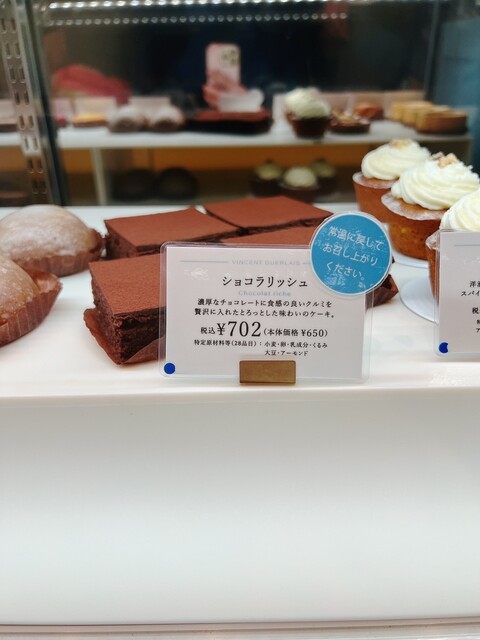 ショコラリッシュ
Chocolat riche
濃厚なチョコレートに食感の良いクルミを
贅沢に入れたとろっとした味わいのケーキ。
税込¥702(本体価格 ¥650)
特定原材料等(28品目)：小麦・卵・乳成分・くるみ
大豆・アーモンド
常温に戻して
お召し上がり
ください。
スパイ